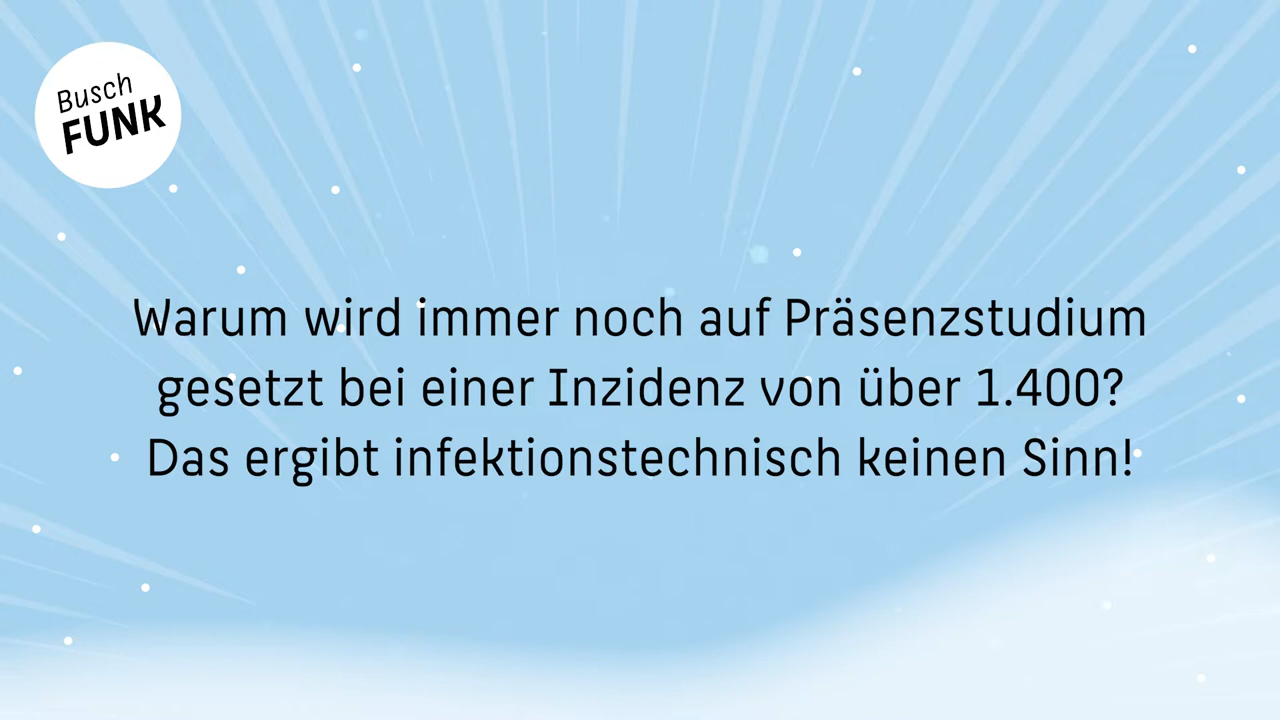 Busch
FUNK
Warum wird immer noch auf Präsenzstudium
gesetzt bei einer Inzidenz von über 1.400?
Das ergibt infektionstechnisch keinen Sinn!